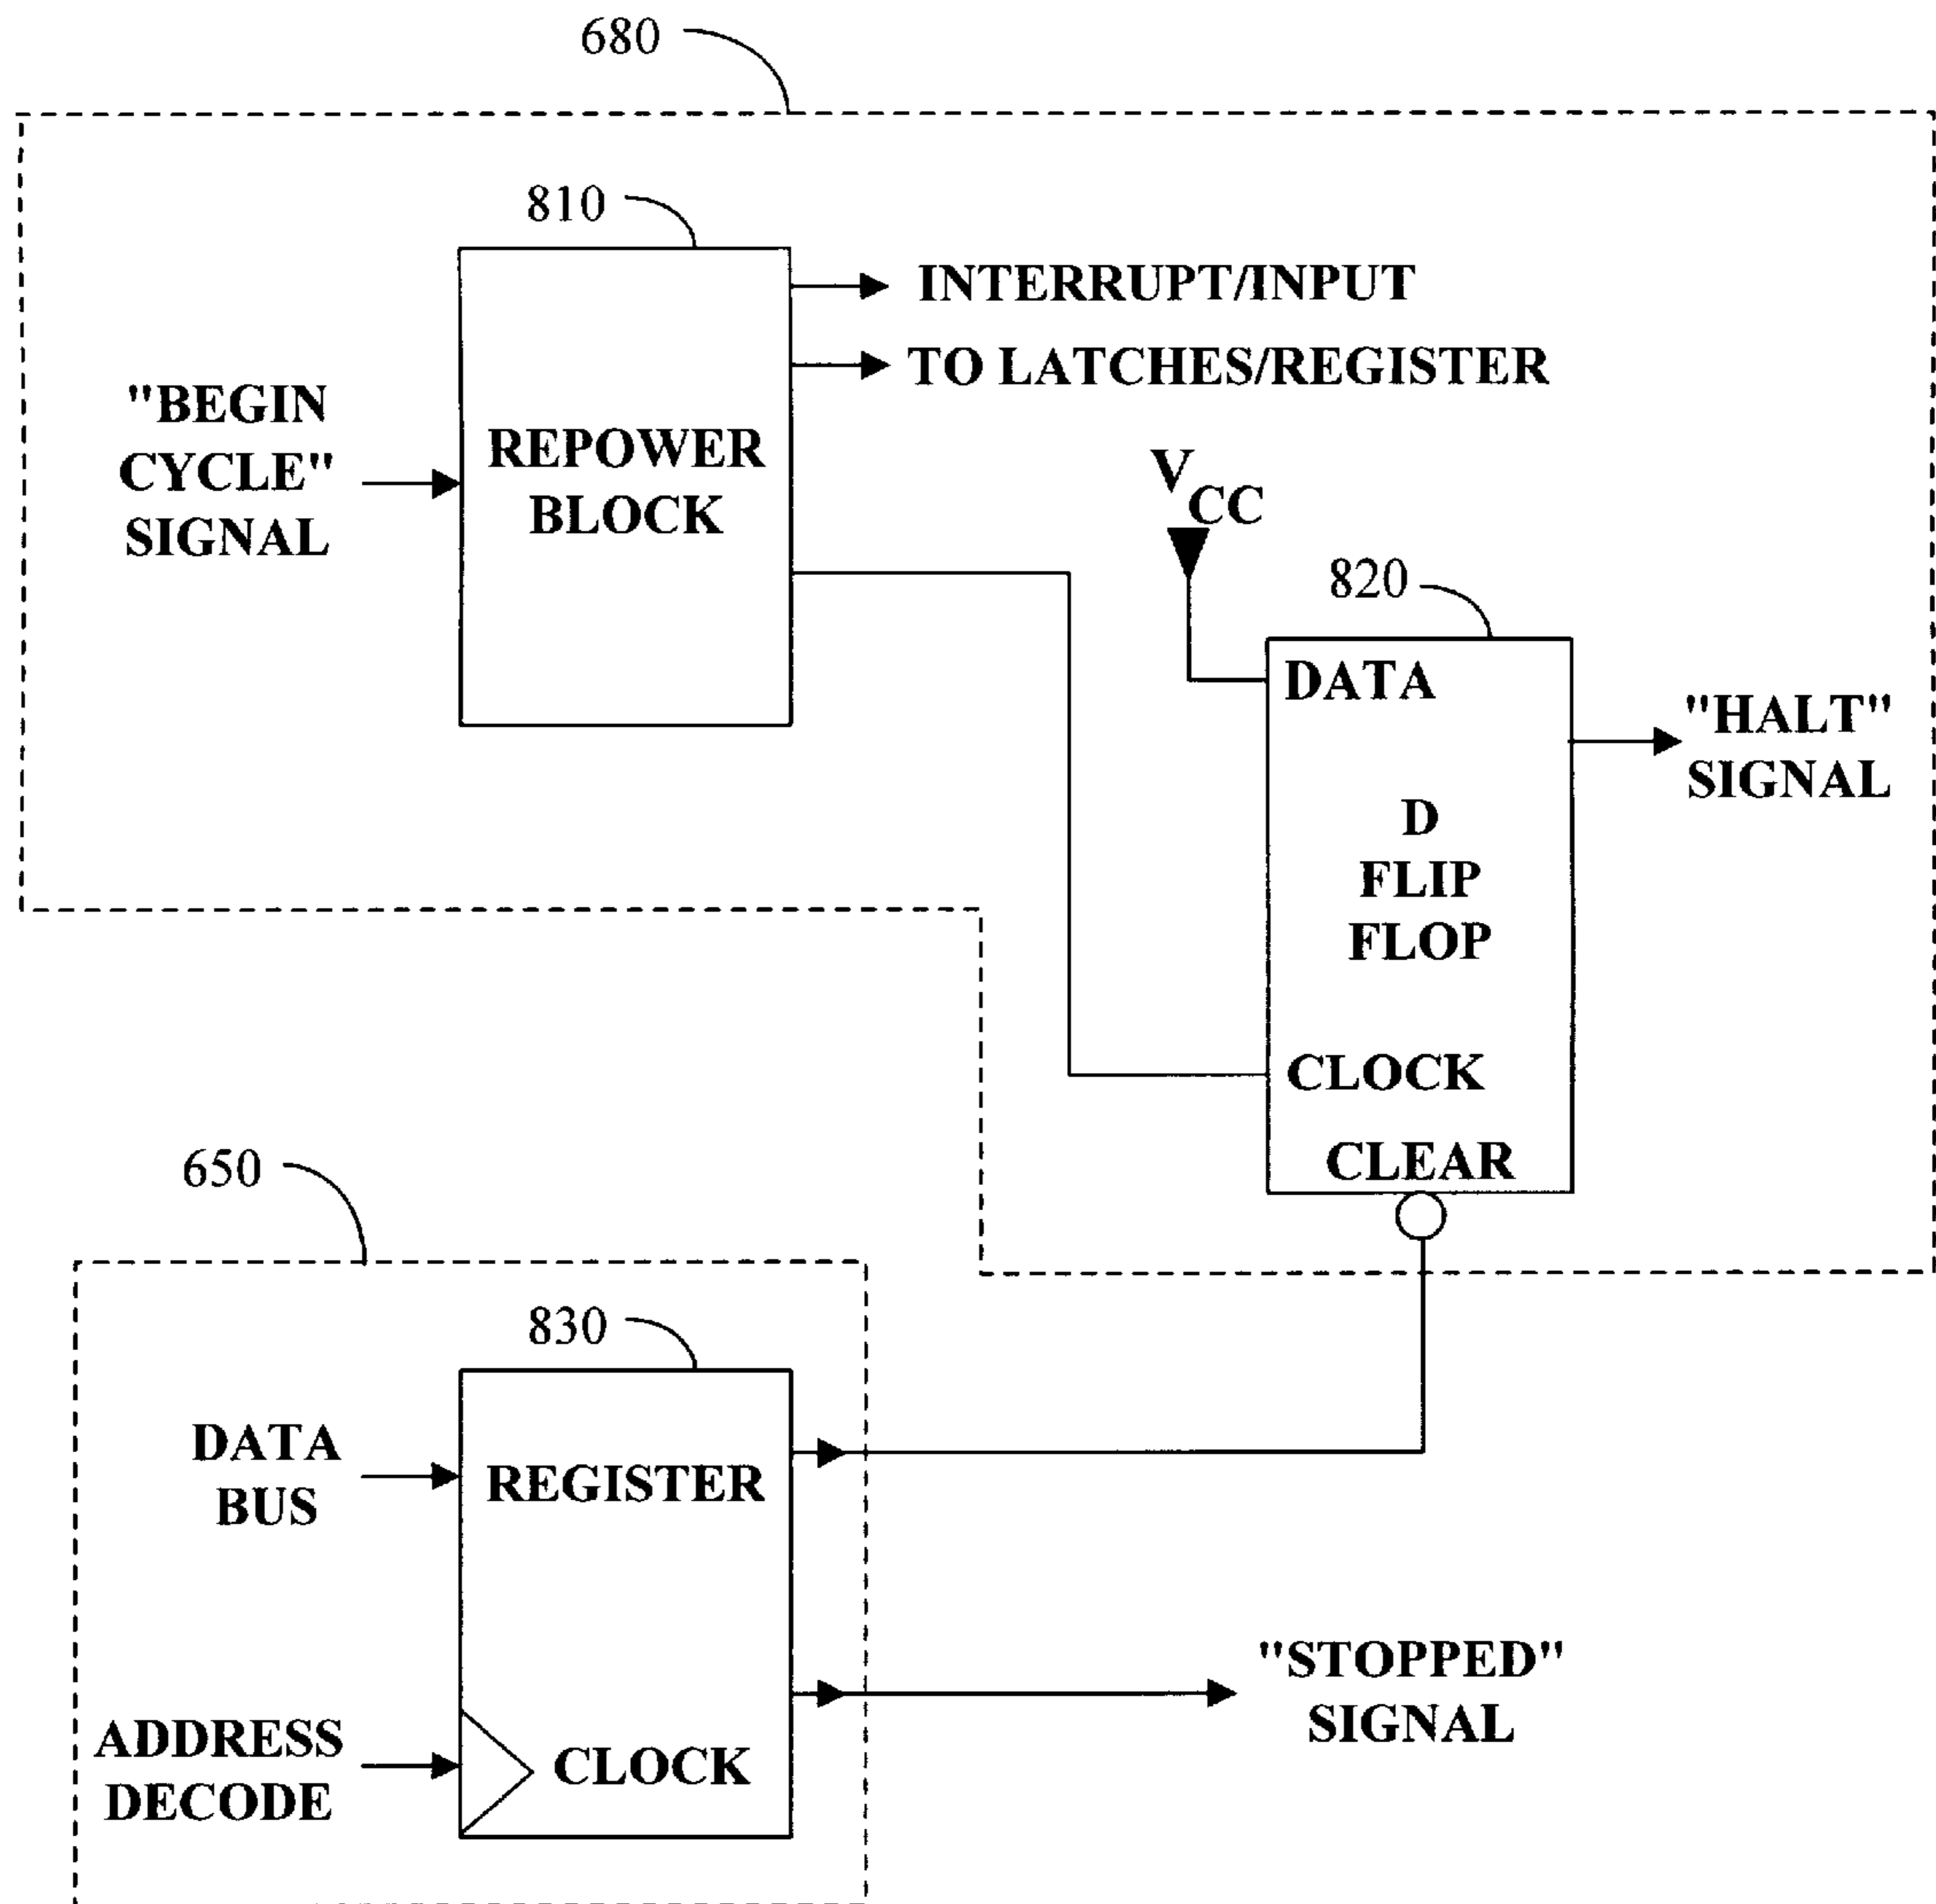 680
810
INTERRUPT/INPUT
TO LATCHES/REGISTER
"BEGIN
CYCLE"
SIGNAL
REPOWER
BLOCK
VCC
820
DATA
"HALT"
SIGNAL
D
FLIP
FLOP
CLOCK
CLEAR
650
830
DATA
BUS
REGISTER
"STOPPED"
SIGNAL
ADDRESS
DECODE
CLOCK